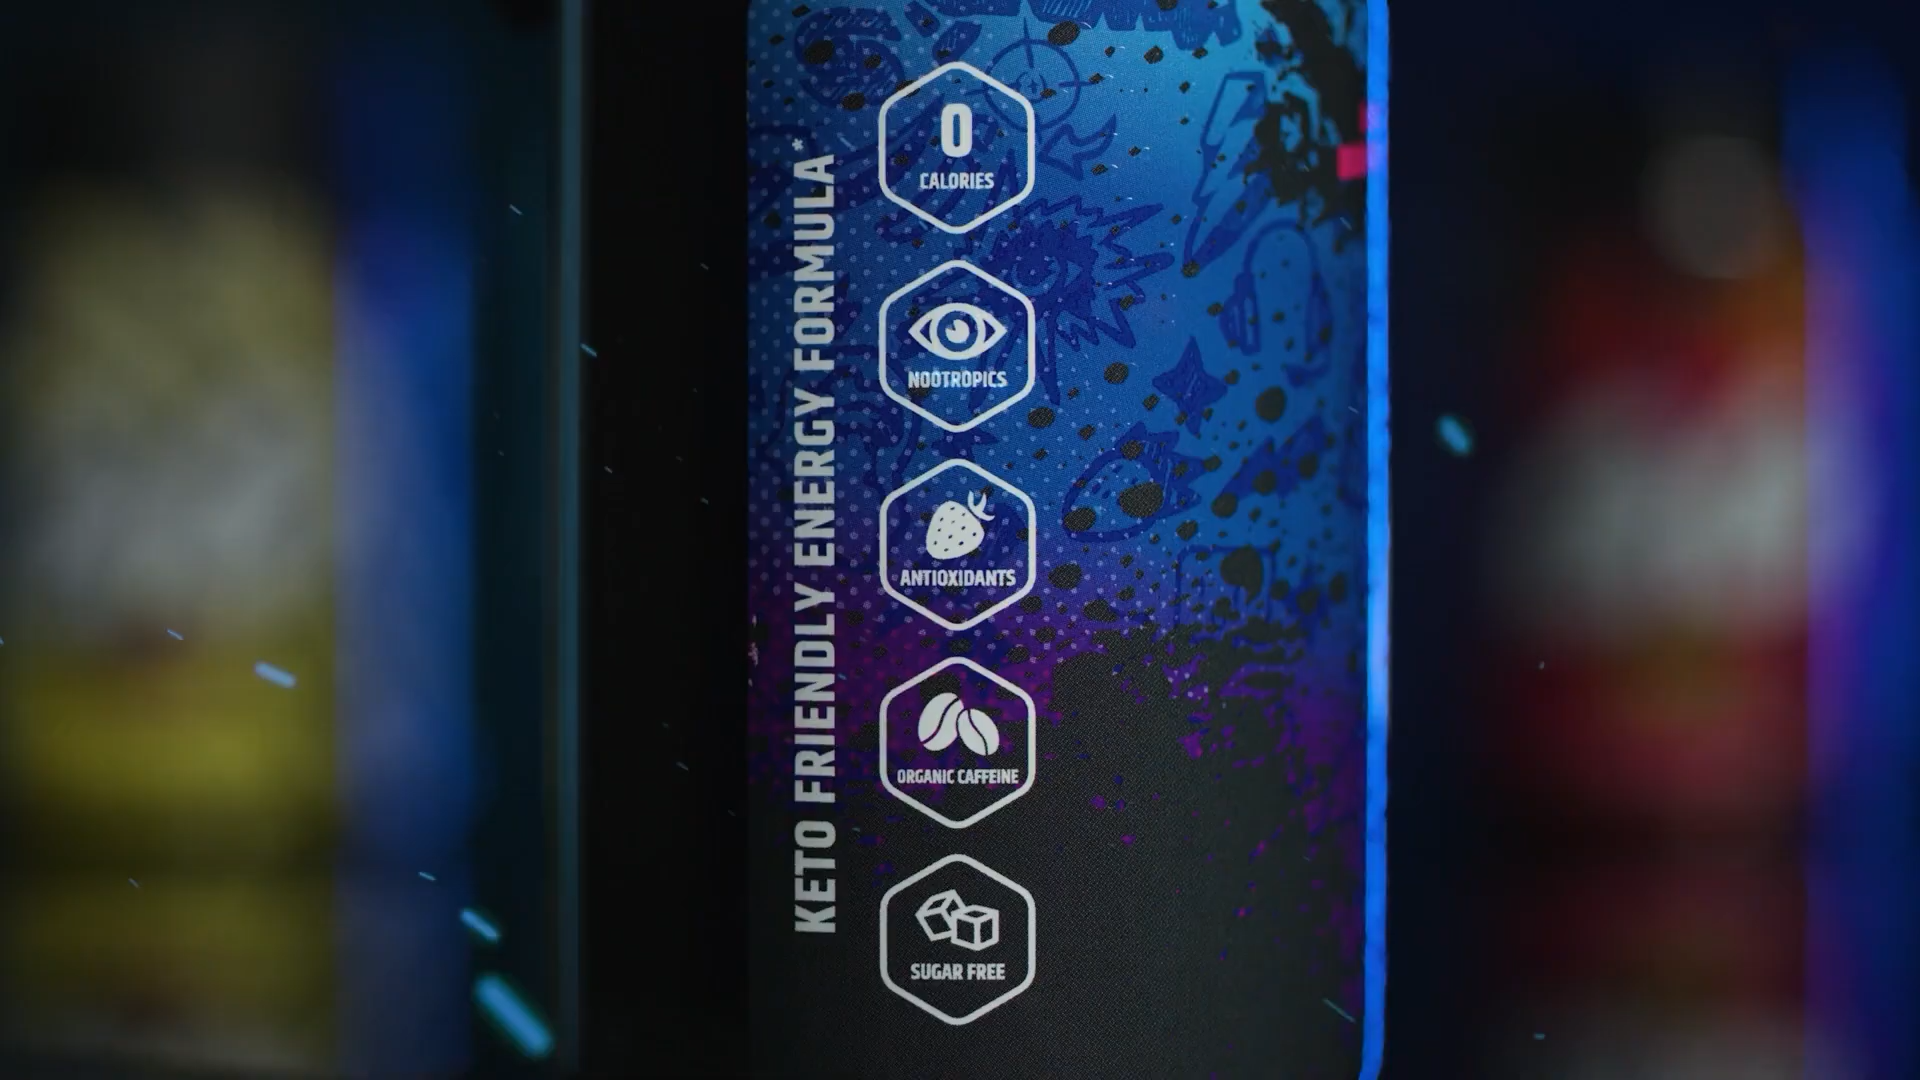 KETO FRIENDLY ENERGY FORMULA*
0
CALORIES
NOOTROPICS
ANTIOXIDANTS
ORGANIC CAFFEINE
SUGAR FREE